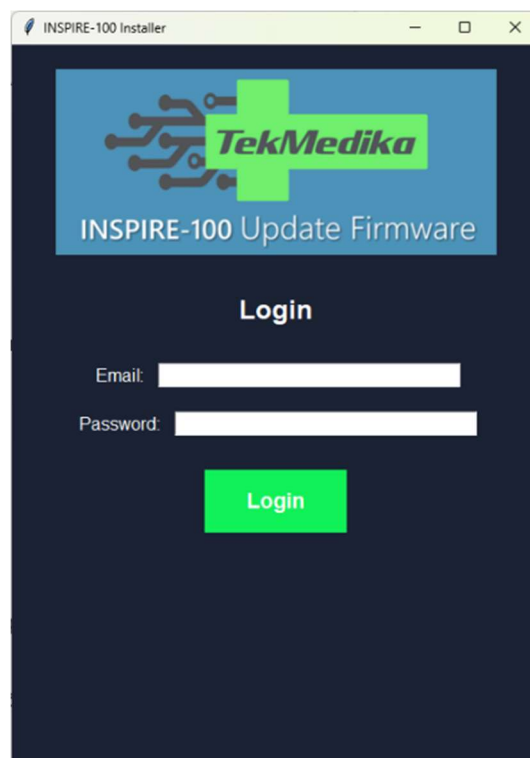 INSPIRE-100 Installer
TekMedika
INSPIRE-100 Update Firmware
Login
Email:
Password:
Login